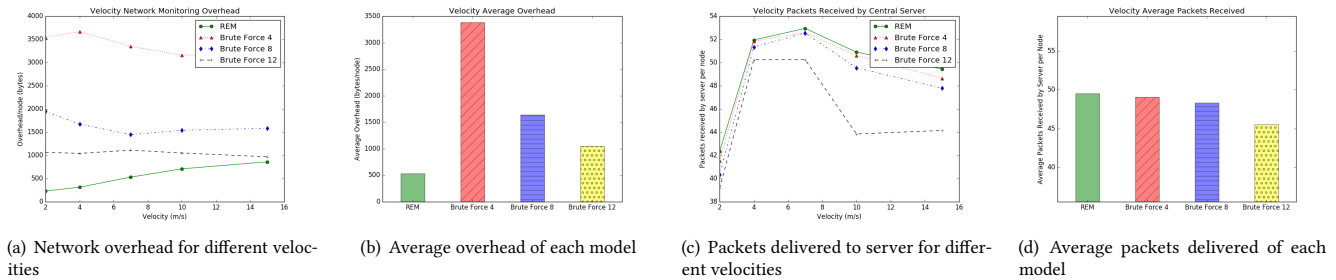 Velocity Network Monitoring Overhead
Overhead/node (bytes)
4000
3500
3000
2500
2000
1500
1000
500
0
2
4
6
8
10
12
14
16
Velocity (m/s)
REM
Brute Force 4
Brute Force 8
Brute Force 12
Velocity Average Overhead
Average Overhead (bytes/node)
3500
3000
2500
2000
1500
1000
500
0
REM
Brute Force 4
Brute Force 8
Brute Force 12
Velocity Packets Received by Central Server
Packets received by server per node
54
52
50
48
46
44
42
40
38
2
4
6
8
10
12
14
16
Velocity (m/s)
REM
Brute Force 4
Brute Force 8
Brute Force 12
Velocity Average Packets Received
Average Packets Received by Server per Node
55
50
45
40
REM
Brute Force 4
Brute Force 8
Brute Force 12
(a) Network overhead for different veloc-
ities
(b) Average overhead of each model
(c) Packets delivered to server for differ-
ent velocities
(d) Average packets delivered of each
model